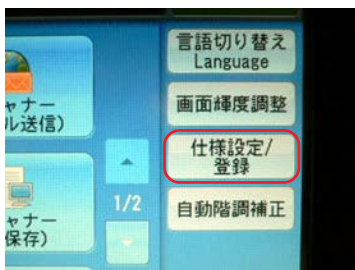 言語切り替え
Language
画面輝度調整
仕様設定/
登録
自動階調補正
ャナー
ル送信)
1/2
ャナー
保存)